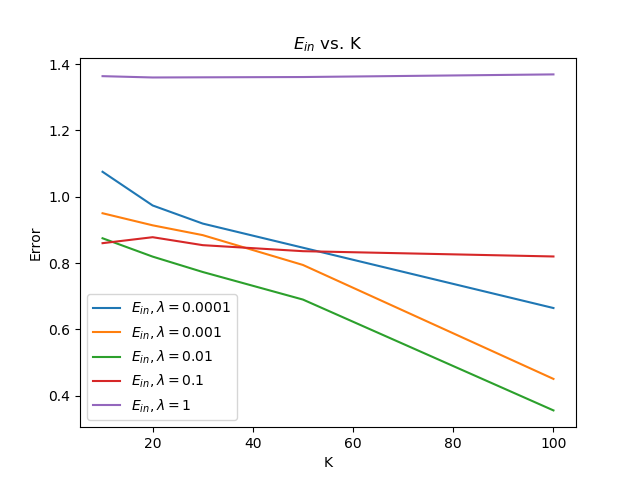 E_in vs. K
1.4
1.2
1.0
0.8
0.6
0.4
Error
E_in, λ = 0.0001
E_in, λ = 0.001
E_in, λ = 0.01
E_in, λ = 0.1
E_in, λ = 1
20 40 60 80 100
K